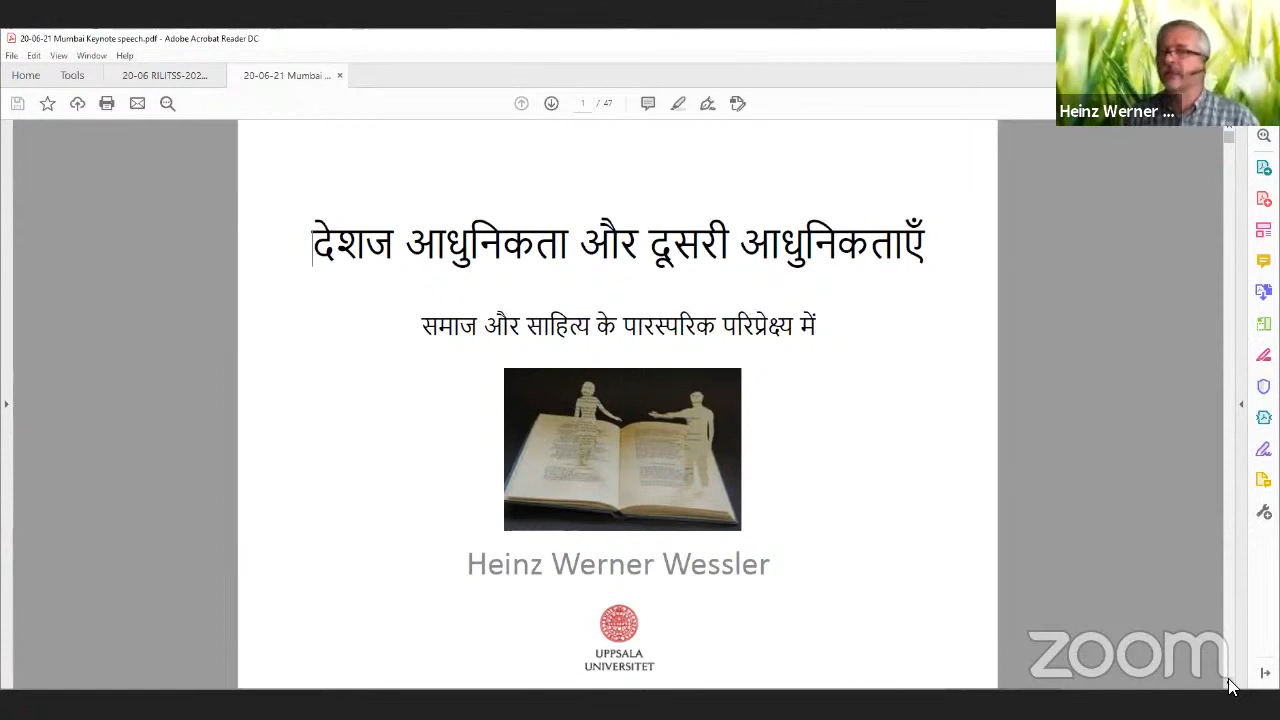 20-06-21 Mumbai Keynote speech.pdf - Adobe Acrobat Reader DC
File Edit View Window Help
Home Tools 20-06 RILITSS-202... 20-06-21 Mumbai ... ×
1 / 47
Heinz Werner ...
देशज आधुनिकता और दूसरी आधुनिकताएँ
समाज और साहित्य के पारस्परिक परिप्रेक्ष्य में
Heinz Werner Wessler
UPPSALA
UNIVERSITET
zoom